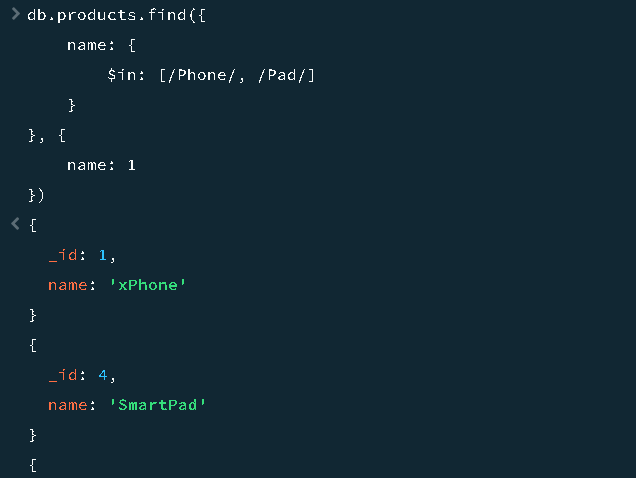 > db.products.find({
name: {
$in: [/Phone/, /Pad/]
}
}, {
name: 1
})
< {
_id: 1,
name: 'xPhone'
}
{
_id: 4,
name: 'SmartPad'
}
{